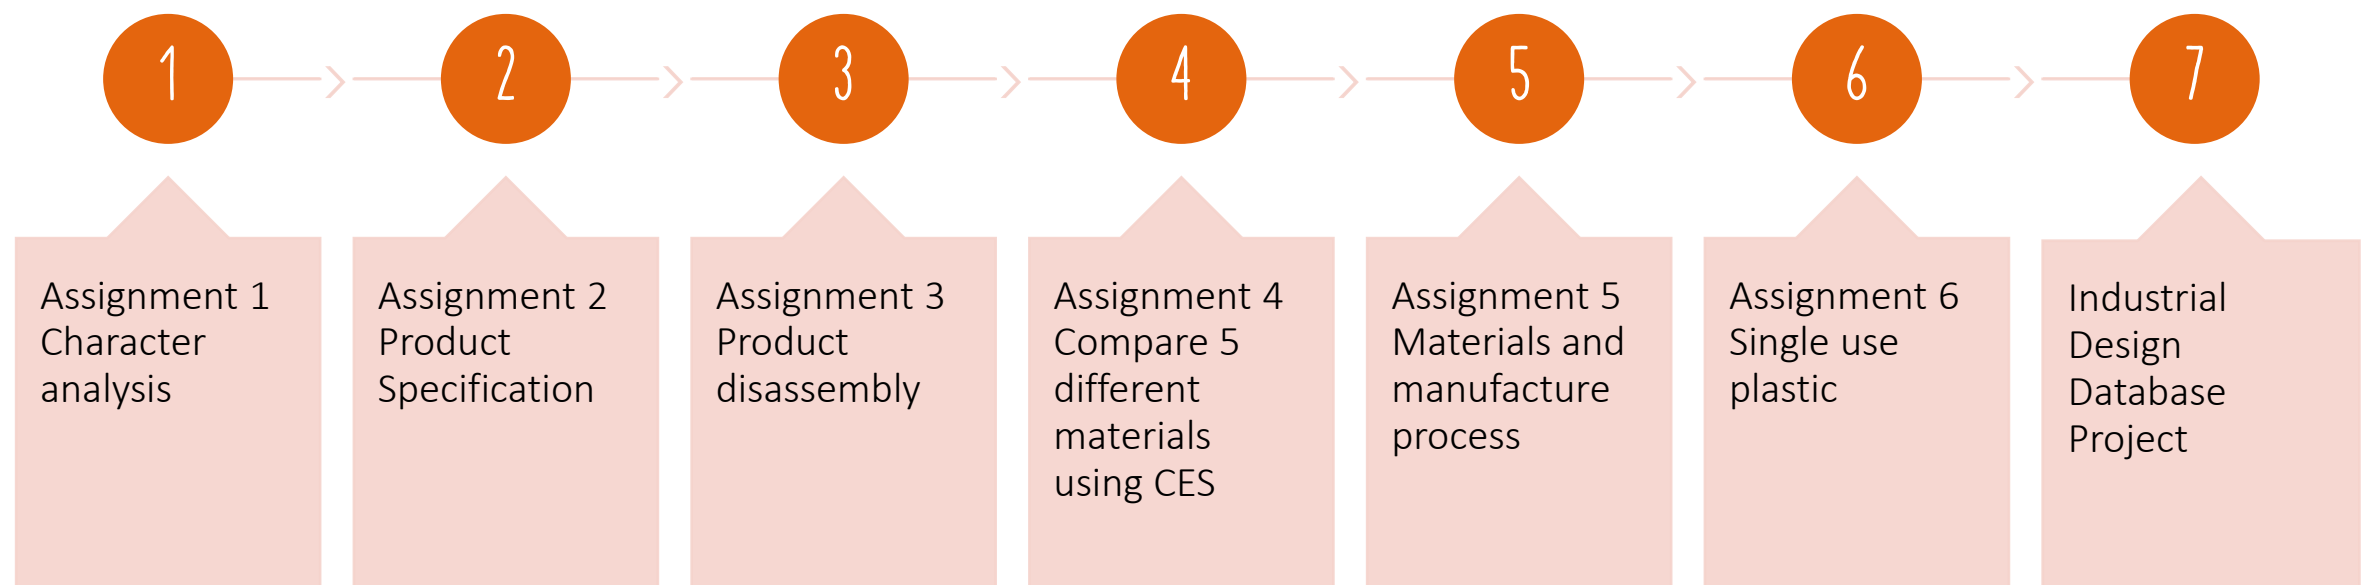 1
2
3
4
5
6
7
Assignment 1
Character
analysis
Assignment 2
Product
Specification
Assignment 3
Product
disassembly
Assignment 4
Compare 5
different
materials
using CES
Assignment 5
Materials and
manufacture
process
Assignment 6
Single use
plastic
Industrial
Design
Database
Project